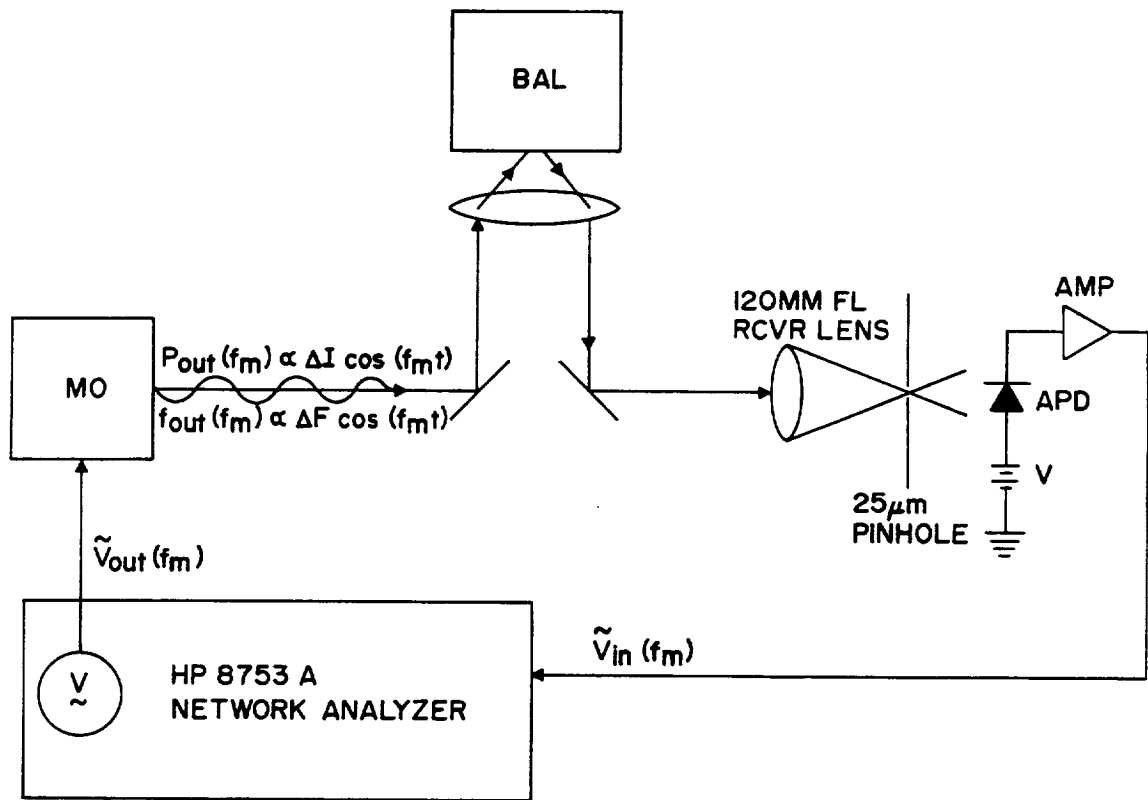 BAL
120MM FL
RCVR LENS
AMP
MO
Pout (fm) ∝ ΔI cos (fmt)
fout (fm) ∝ ΔF cos (fmt)
APD
V
25μm
PINHOLE
Ṽout (fm)
Ṽin (fm)
V
~
HP 8753 A
NETWORK ANALYZER